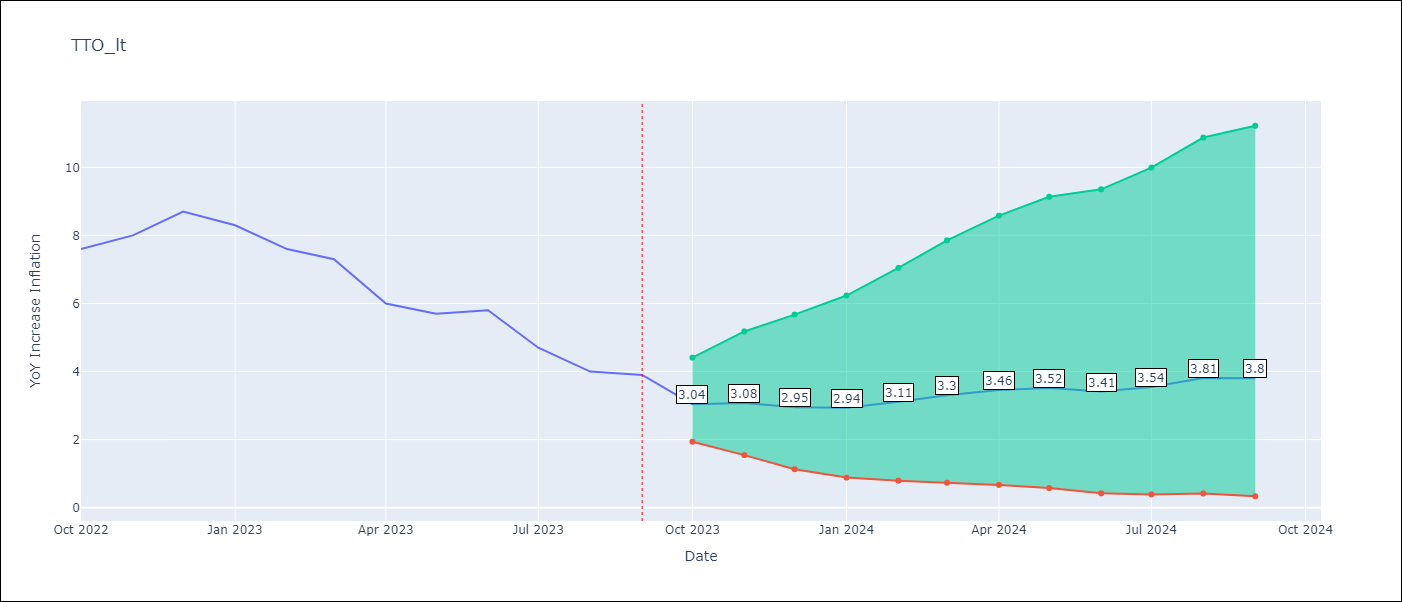 TTO_lt
YoY Increase Inflation
10
8
6
4
2
0
3.04
3.08
2.95
2.94
3.11
3.3
3.46
3.52
3.41
3.54
3.81
3.8
Oct 2022
Jan 2023
Apr 2023
Jul 2023
Oct 2023
Jan 2024
Apr 2024
Jul 2024
Oct 2024
Date